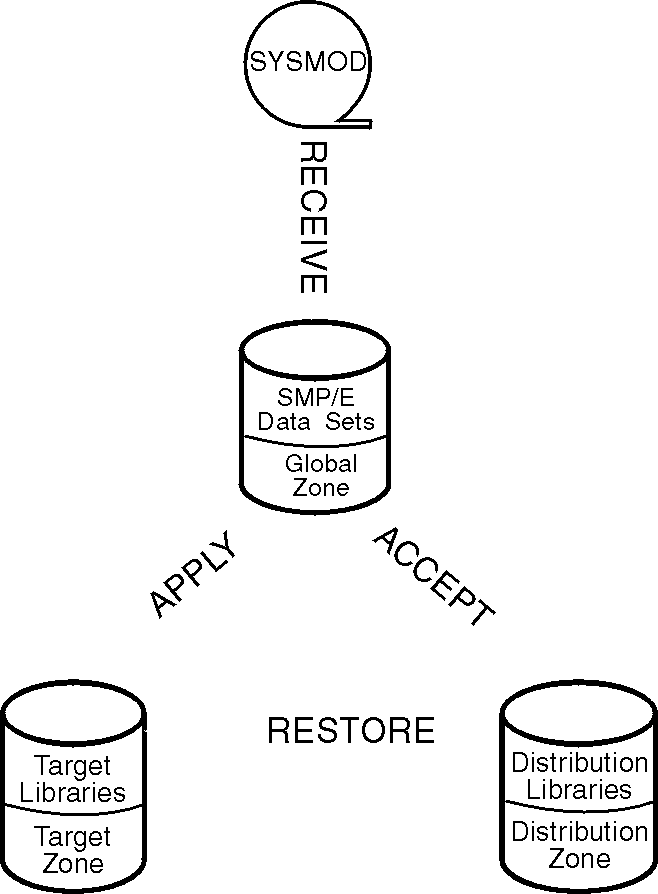 SYSMOD
RECEIVE
SMP/E
Data Sets
Global
Zone
APPLY
ACCEPT
RESTORE
Target
Libraries
Target
Zone
Distribution
Libraries
Distribution
Zone